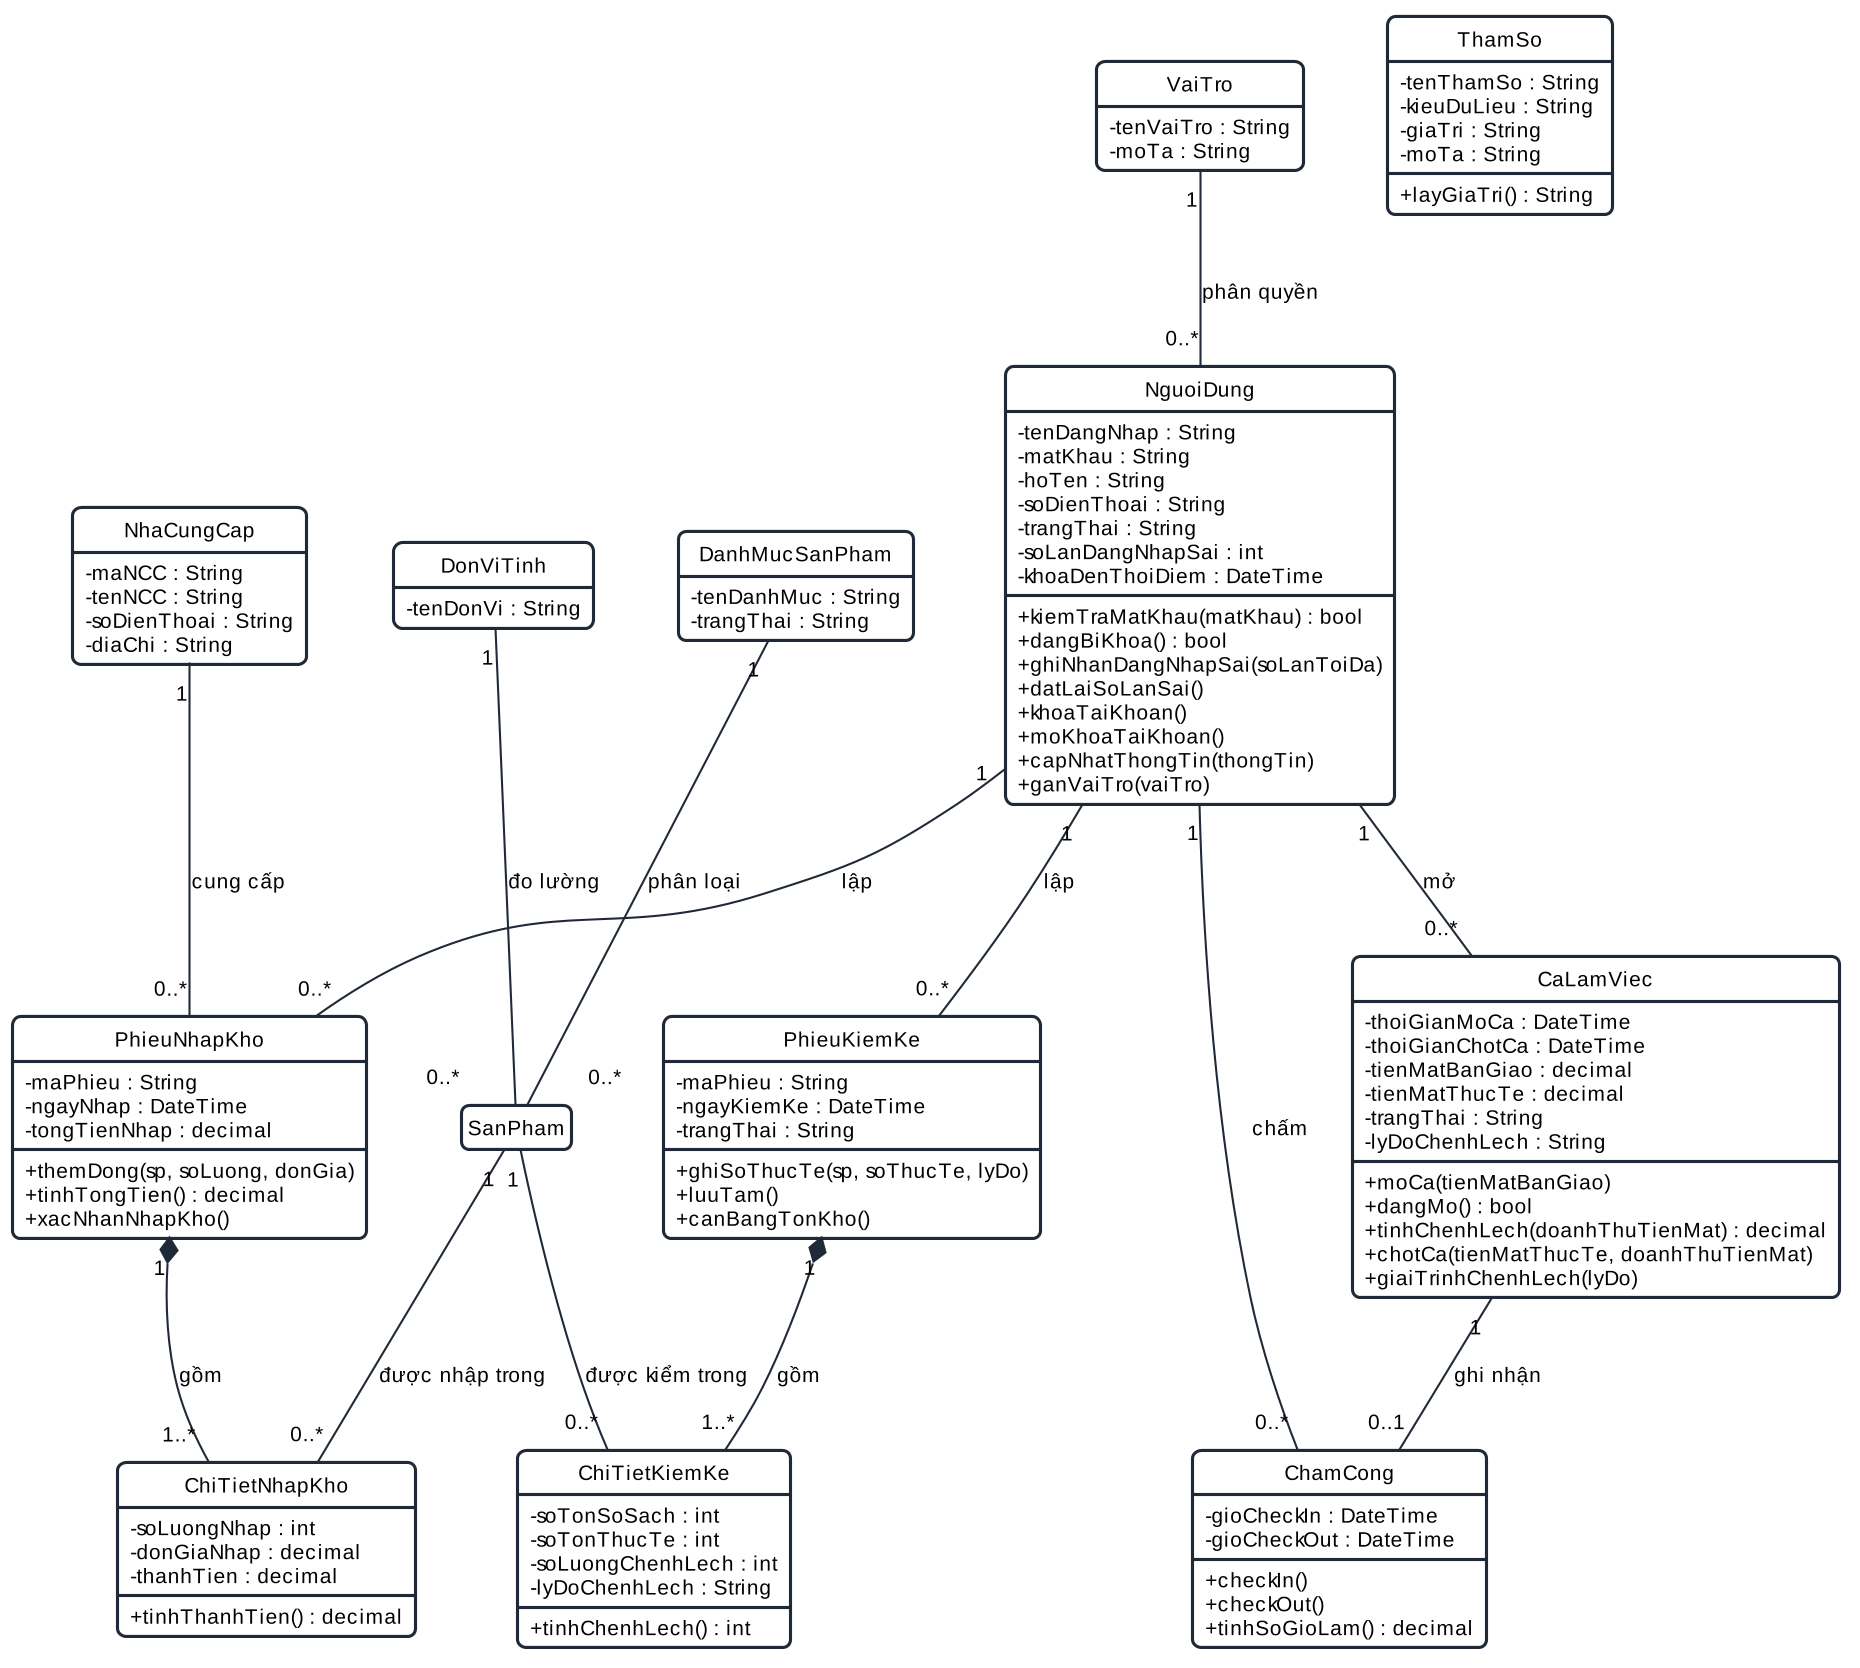 ThamSo
-tenThamSo : String
-kieuDuLieu : String
-giaTri : String
-moTa : String
+layGiaTri() : String
VaiTro
-tenVaiTro : String
-moTa : String
1
phân quyền
0..*
NguoiDung
-tenDangNhap : String
-matKhau : String
-hoTen : String
-soDienThoai : String
-trangThai : String
-soLanDangNhapSai : int
-khoaDenThoiDiem : DateTime
+kiemTraMatKhau(matKhau) : bool
+dangBiKhoa() : bool
+ghiNhanDangNhapSai(soLanToiDa)
+datLaiSoLanSai()
+khoaTaiKhoan()
+moKhoaTaiKhoan()
+capNhatThongTin(thongTin)
+ganVaiTro(vaiTro)
NhaCungCap
-maNCC : String
-tenNCC : String
-soDienThoai : String
-diaChi : String
DonViTinh
-tenDonVi : String
DanhMucSanPham
-tenDanhMuc : String
-trangThai : String
1
1
1
1
1
1
1
cung cấp
đo lường
phân loại
lập
lập
mở
0..*
0..*
0..*
0..*
0..*
0..*
PhieuNhapKho
-maPhieu : String
-ngayNhap : DateTime
-tongTienNhap : decimal
+themDong(sp, soLuong, donGia)
+tinhTongTien() : decimal
+xacNhanNhapKho()
SanPham
PhieuKiemKe
-maPhieu : String
-ngayKiemKe : DateTime
-trangThai : String
+ghiSoThucTe(sp, soThucTe, lyDo)
+luuTam()
+canBangTonKho()
chấm
CaLamViec
-thoiGianMoCa : DateTime
-thoiGianChotCa : DateTime
-tienMatBanGiao : decimal
-tienMatThucTe : decimal
-trangThai : String
-lyDoChenhLech : String
+moCa(tienMatBanGiao)
+dangMo() : bool
+tinhChenhLech(doanhThuTienMat) : decimal
+chotCa(tienMatThucTe, doanhThuTienMat)
+giaiTrinhChenhLech(lyDo)
1
1
1
1
1
gồm
được nhập trong
được kiểm trong
gồm
ghi nhận
1..*
0..*
0..*
1..*
0..*
0..1
ChiTietNhapKho
-soLuongNhap : int
-donGiaNhap : decimal
-thanhTien : decimal
+tinhThanhTien() : decimal
ChiTietKiemKe
-soTonSoSach : int
-soTonThucTe : int
-soLuongChenhLech : int
-lyDoChenhLech : String
+tinhChenhLech() : int
ChamCong
-gioCheckIn : DateTime
-gioCheckOut : DateTime
+checkIn()
+checkOut()
+tinhSoGioLam() : decimal